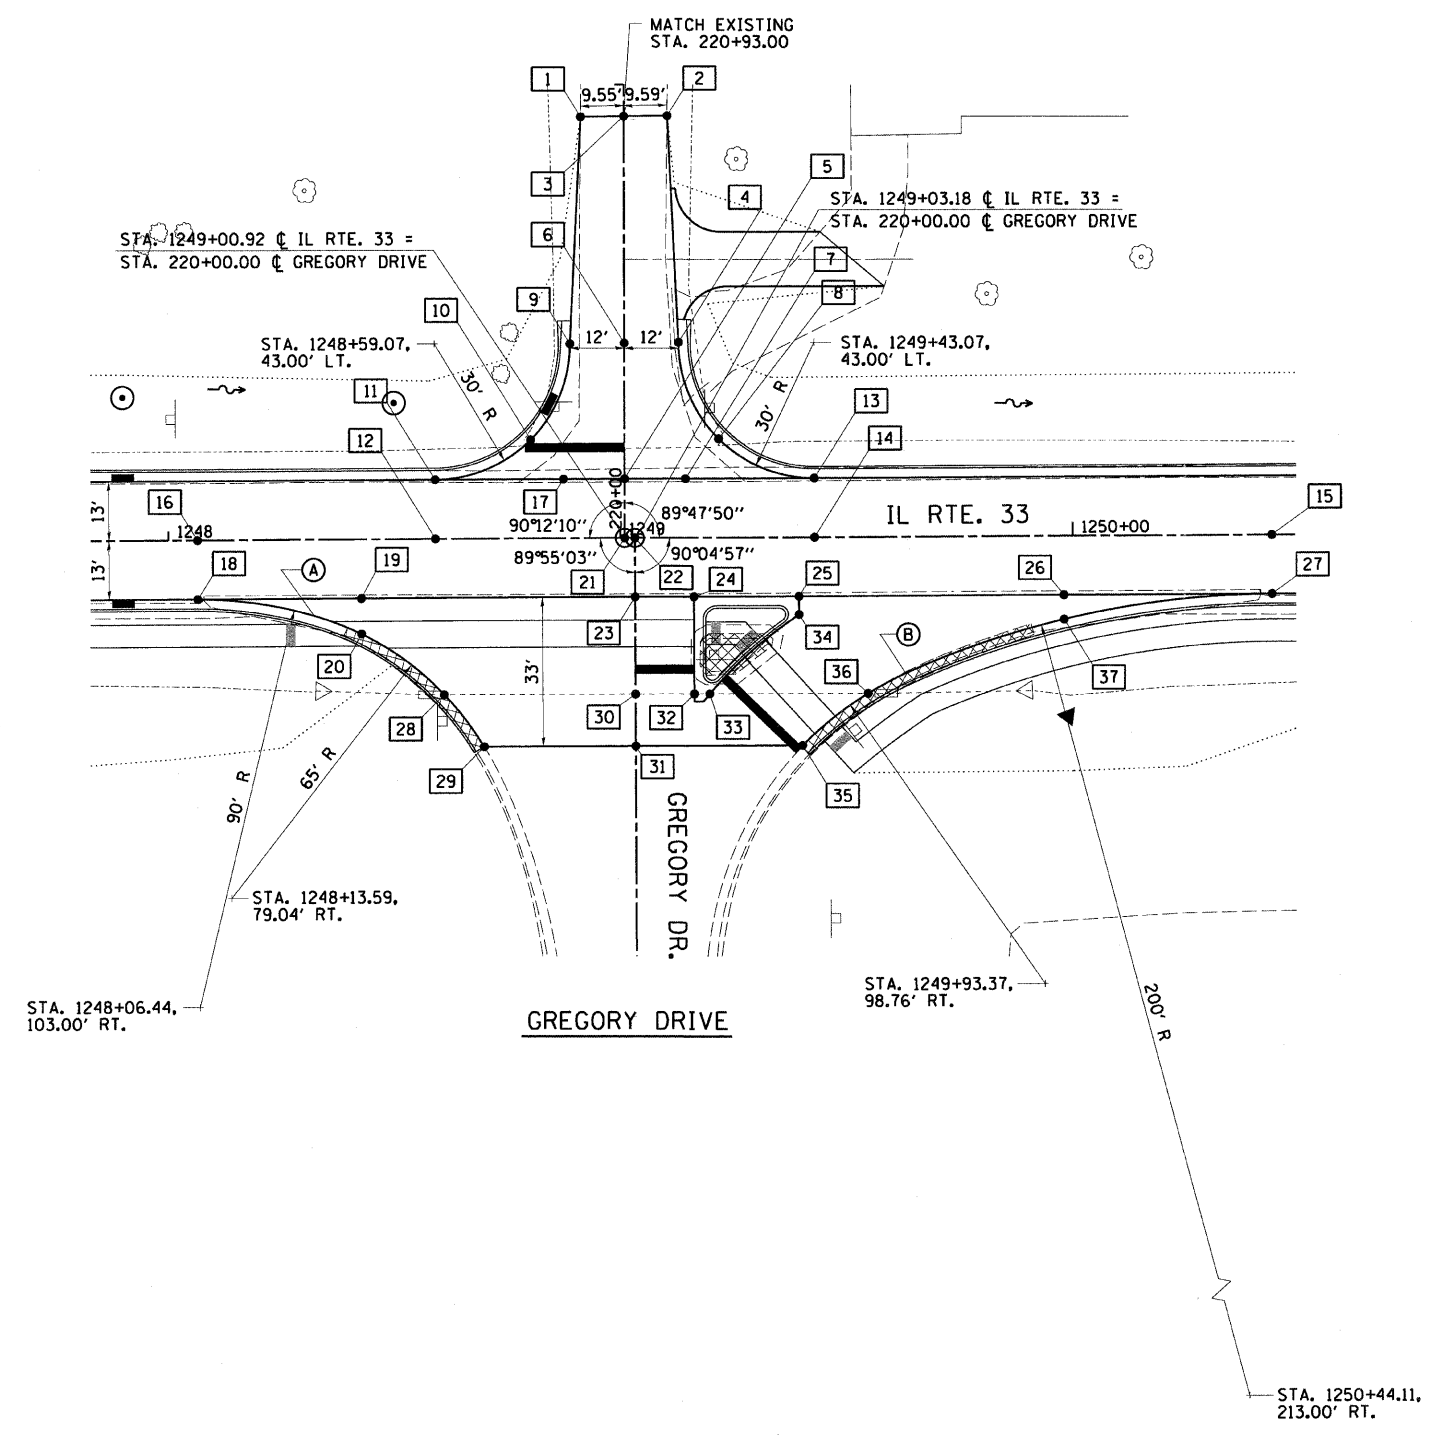 MATCH EXISTING
STA. 220+93.00
1
2
9.55'
9.59'
3
5
4
STA. 1249+03.18 ℄ IL RTE. 33 =
STA. 220+00.00 ℄ GREGORY DRIVE
6
STA. 1249+00.92 ℄ IL RTE. 33 =
STA. 220+00.00 ℄ GREGORY DRIVE
7
8
9
10
12'
12'
STA. 1248+59.07,
43.00' LT.
STA. 1249+43.07,
43.00' LT.
30' R
30' R
11
13
12
14
16
17
220+00
15
IL RTE. 33
13'
1248
90°12'10"
1249
89°47'50"
1250+00
89°55'03"
90°04'57"
13'
18
A
19
21
22
24
25
26
27
23
34
B
20
33'
36
37
28
30
32
33
29
31
35
90' R
65' R
GREGORY DR.
STA. 1248+13.59,
79.04' RT.
STA. 1249+93.37,
98.76' RT.
STA. 1248+06.44,
103.00' RT.
200' R
GREGORY DRIVE
STA. 1250+44.11,
213.00' RT.